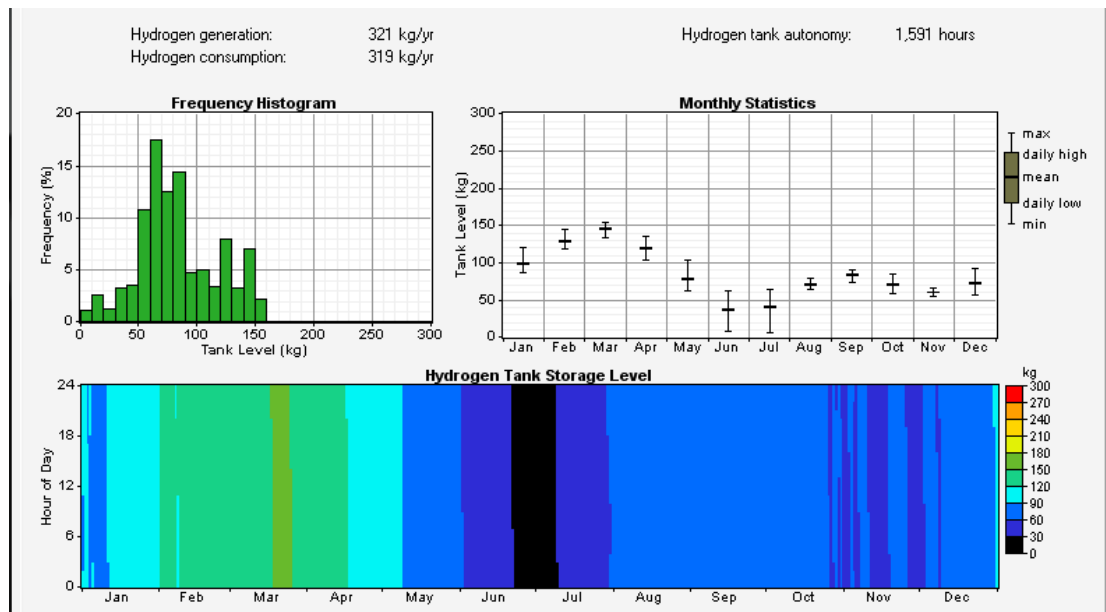 Hydrogen generation: 321 kg/yr
Hydrogen consumption: 319 kg/yr
Hydrogen tank autonomy: 1,591 hours
Frequency Histogram
Frequency (%)
20
15
10
5
0
0 50 100 150 200 250 300
Tank Level (kg)
Monthly Statistics
Tank Level (kg)
300
250
200
150
100
50
0
Jan Feb Mar Apr May Jun Jul Aug Sep Oct Nov Dec
max
daily high
mean
daily low
min
Hydrogen Tank Storage Level
Hour of Day
24
18
12
6
0
Jan Feb Mar Apr May Jun Jul Aug Sep Oct Nov Dec
kg
300
270
240
210
180
150
120
90
60
30
0